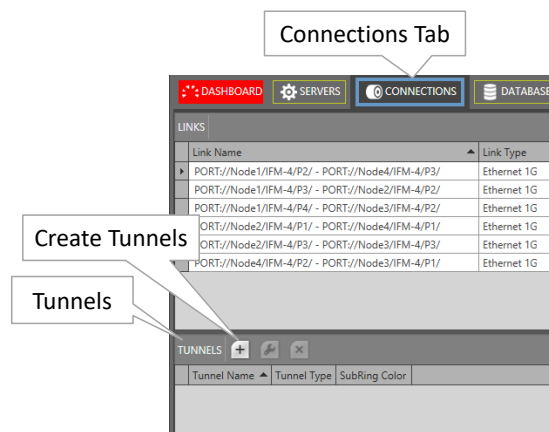 Connections Tab
DASHBOARD SERVERS CONNECTIONS DATABASE
LINKS
Link Name Link Type
PORT://Node1/IFM-4/P2/ - PORT://Node4/IFM-4/P3/ Ethernet 1G
PORT://Node1/IFM-4/P3/ - PORT://Node2/IFM-4/P2/ Ethernet 1G
PORT://Node1/IFM-4/P4/ - PORT://Node3/IFM-4/P2/ Ethernet 1G
PORT://Node2/IFM-4/P1/ - PORT://Node4/IFM-4/P1/ Ethernet 1G
PORT://Node2/IFM-4/P3/ - PORT://Node3/IFM-4/P3/ Ethernet 1G
PORT://Node4/IFM-4/P2/ - PORT://Node3/IFM-4/P1/ Ethernet 1G
Create Tunnels
Tunnels
TUNNELS
Tunnel Name Tunnel Type SubRing Color